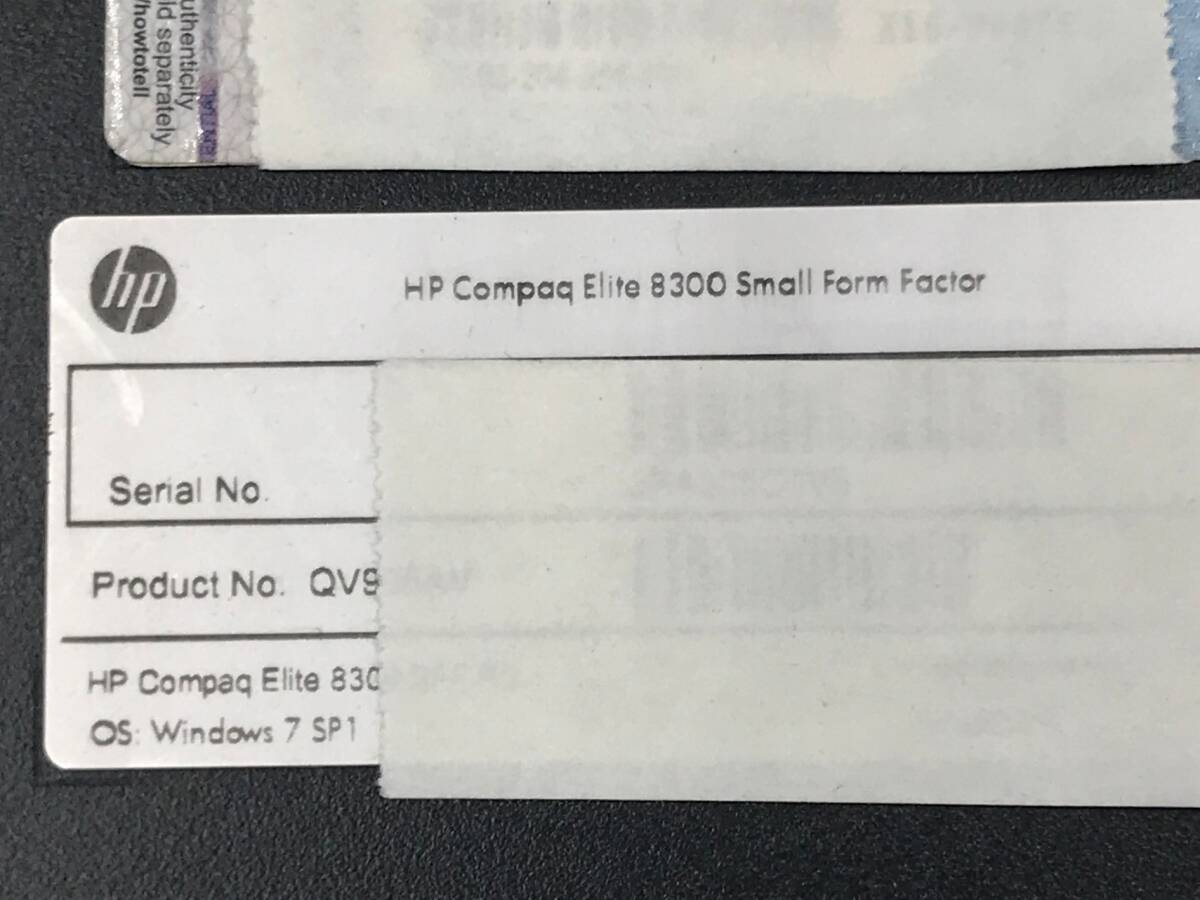 uthenticity
ld separately
/howtotell
hp
HP Compaq Elite 8300 Small Form Factor
Serial No.
Product No. QV9
HP Compaq Elite 830
OS: Windows 7 SP1